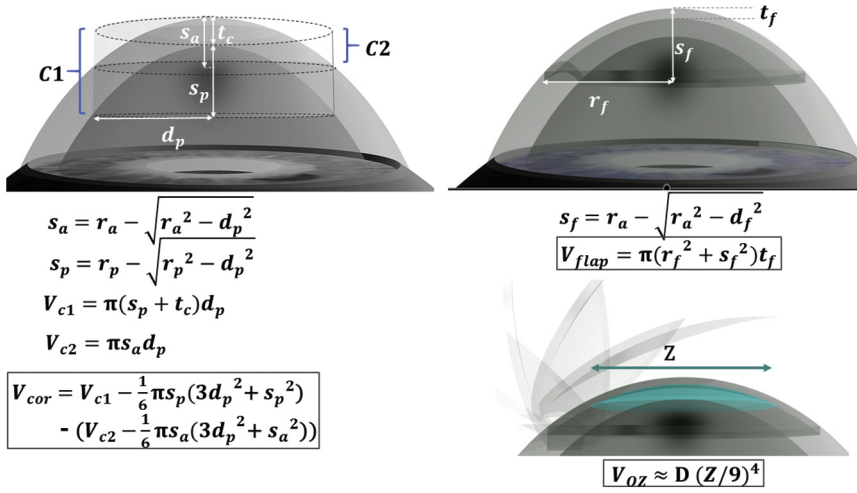 C1
s_a
t_c
C2
s_p
d_p
t_f
s_f
r_f
s_a = r_a − √(r_a² − d_p²)
s_p = r_p − √(r_p² − d_p²)
V_c1 = π(s_p + t_c)d_p
V_c2 = πs_a d_p
V_cor = V_c1 − 1/6 πs_p(3d_p² + s_p²)
- (V_c2 − 1/6 πs_a(3d_p² + s_a²))
s_f = r_a − √(r_a² − d_f²)
V_flap = π(r_f² + s_f²)t_f
Z
V_OZ ≈ D (Z/9)⁴